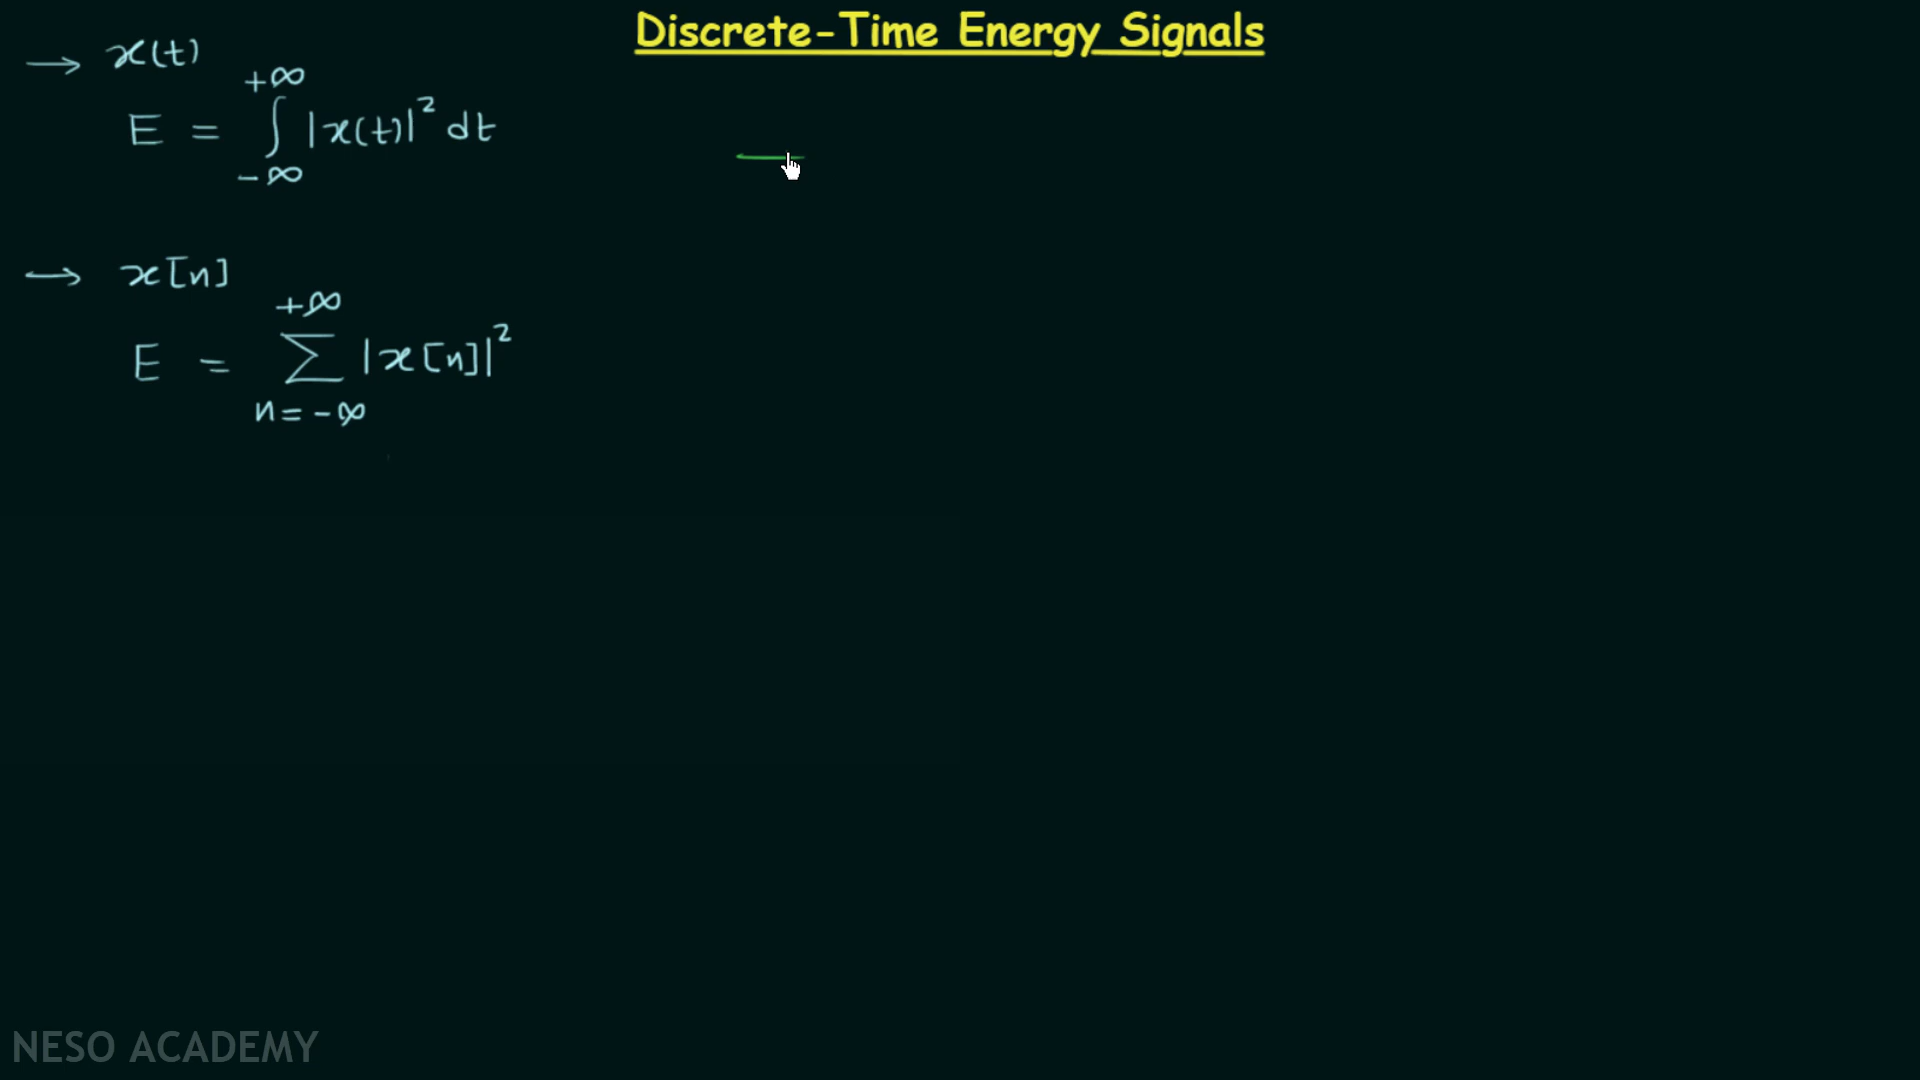 Discrete-Time Energy Signals
→ x(t)
E = ∫_{-∞}^{+∞} |x(t)|² dt
→ x[n]
E = ∑_{n=-∞}^{+∞} |x[n]|²
NESO ACADEMY